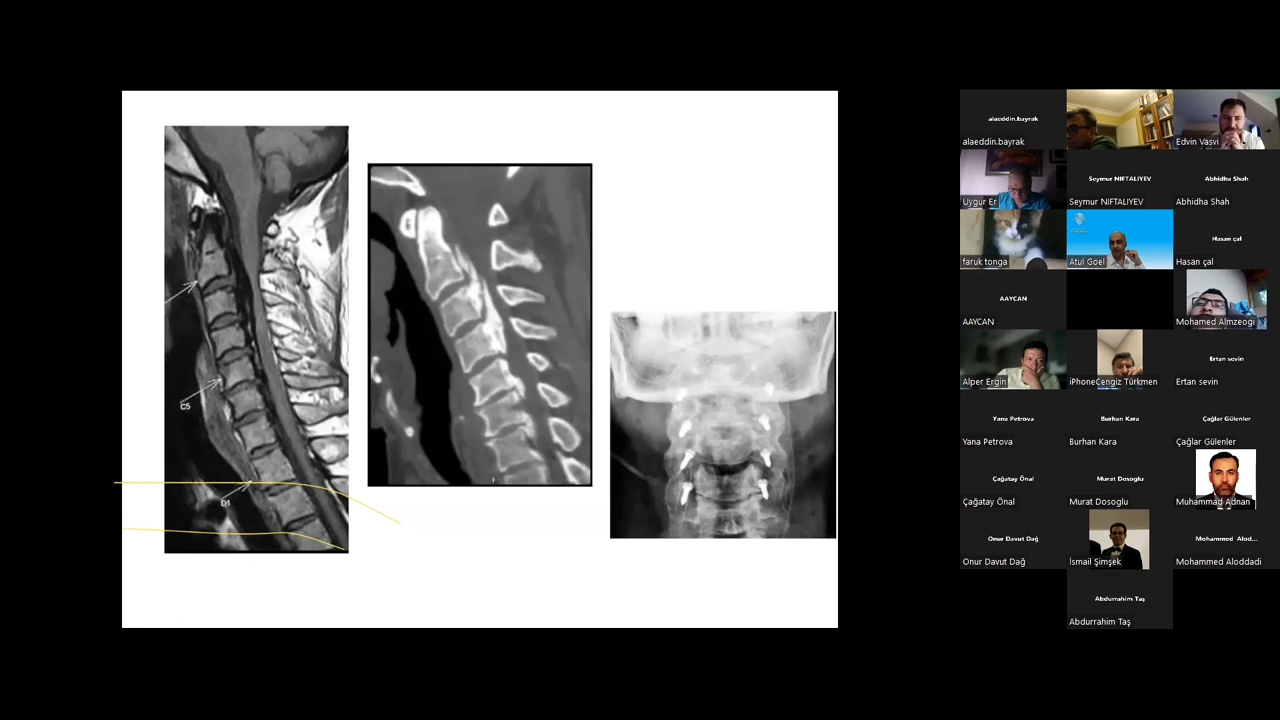 C5
D1
alaeddin.bayrak
alaeddin.bayrak
Edvin Vasvi
Uygur Er
Seymur NIFTALIYEV
Seymur NIFTALIYEV
Abhidha Shah
Abhidha Shah
faruk tonga
Atul Goel
Hasan çal
Hasan çal
AAYCAN
AAYCAN
Mohamed Almzeogi
Alper Ergin
iPhoneCengiz Türkmen
Ertan sevin
Ertan sevin
Yana Petrova
Yana Petrova
Burhan Kara
Burhan Kara
Çağlar Gülenler
Çağlar Gülenler
Çağatay Önal
Çağatay Önal
Murat Dosoglu
Murat Dosoglu
Muhammad Adnan
Onur Davut Dağ
Onur Davut Dağ
İsmail Şimşek
Mohammed Alod...
Mohammed Aloddadi
Abdurrahim Taş
Abdurrahim Taş